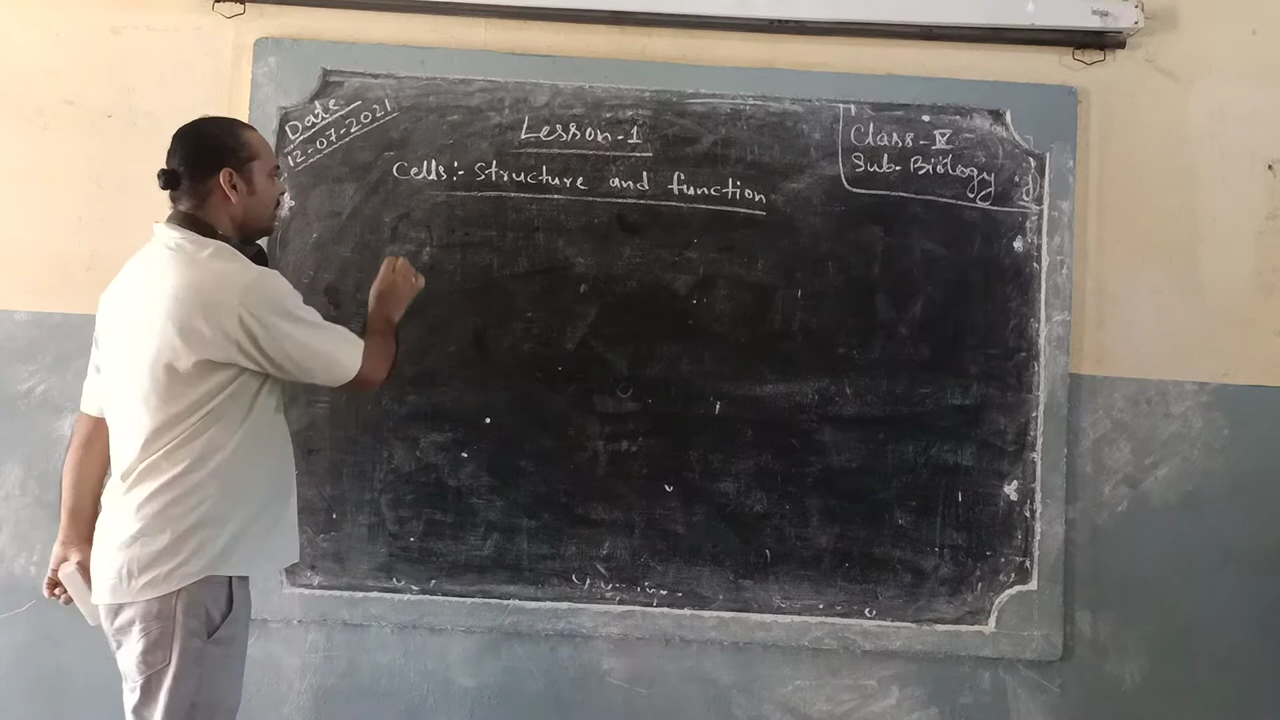 Date
12-07-2021
Lesson-1
Cells:- Structure and function
Class-IX
Sub-Biology